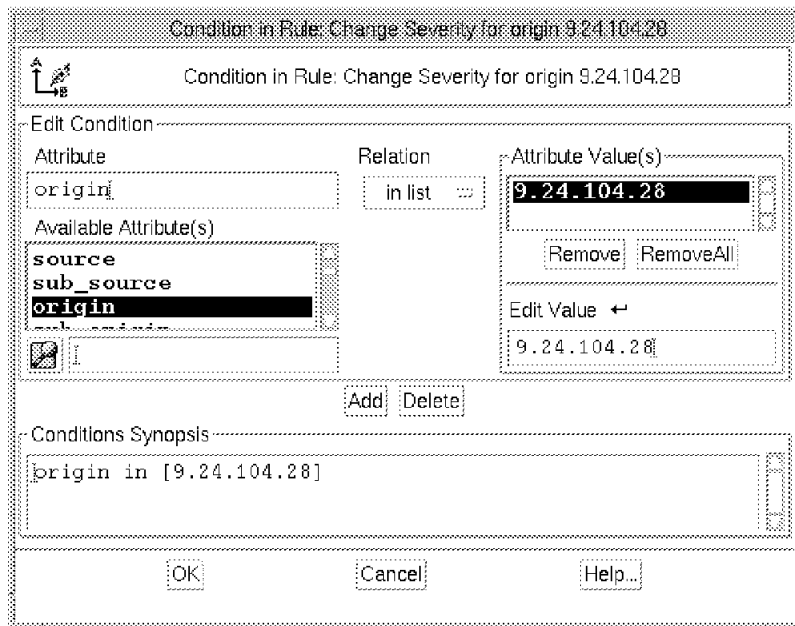 Condition in Rule: Change Severity for origin 9.24.104.28
Condition in Rule: Change Severity for origin 9.24.104.28
Edit Condition
Attribute
origin
Available Attribute(s)
source
sub_source
origin
Relation
in list
Attribute Value(s)
9.24.104.28
Remove RemoveAll
Edit Value ↵
9.24.104.28
Add Delete
Conditions Synopsis
origin in [9.24.104.28]
OK Cancel Help...